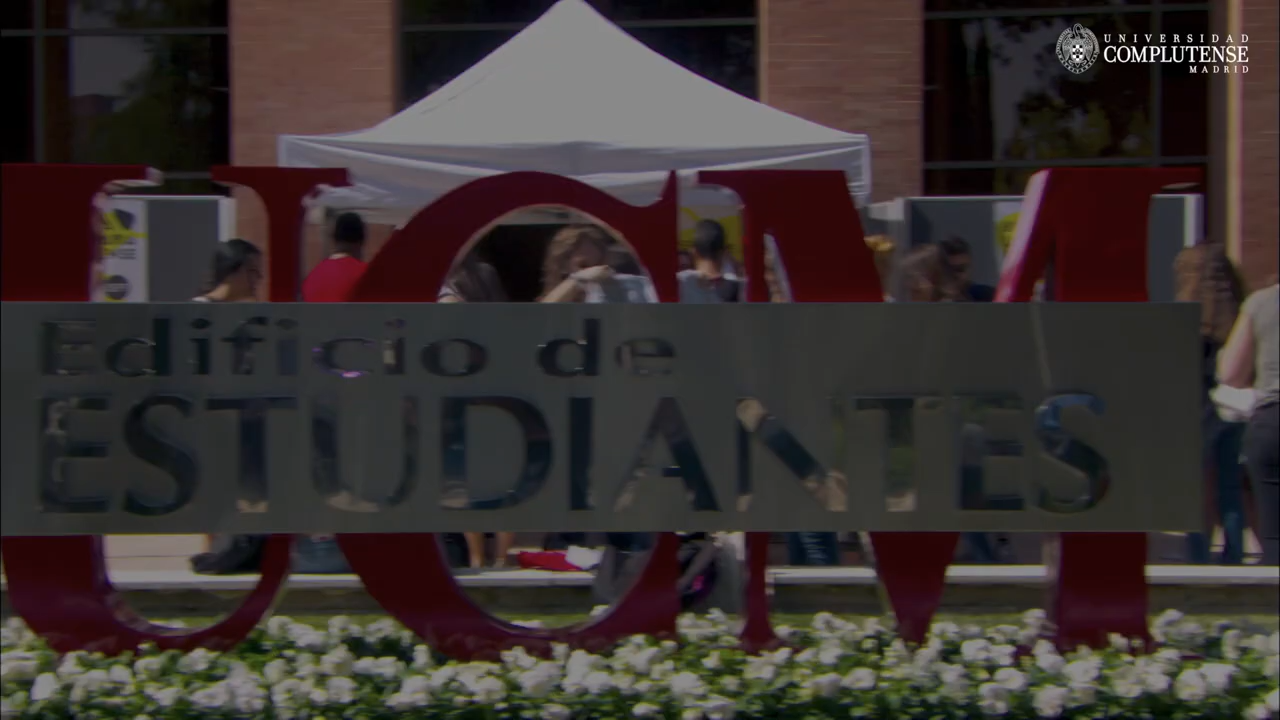 UNIVERSIDAD
COMPLUTENSE
MADRID
UCM
Edificio de
ESTUDIANTES